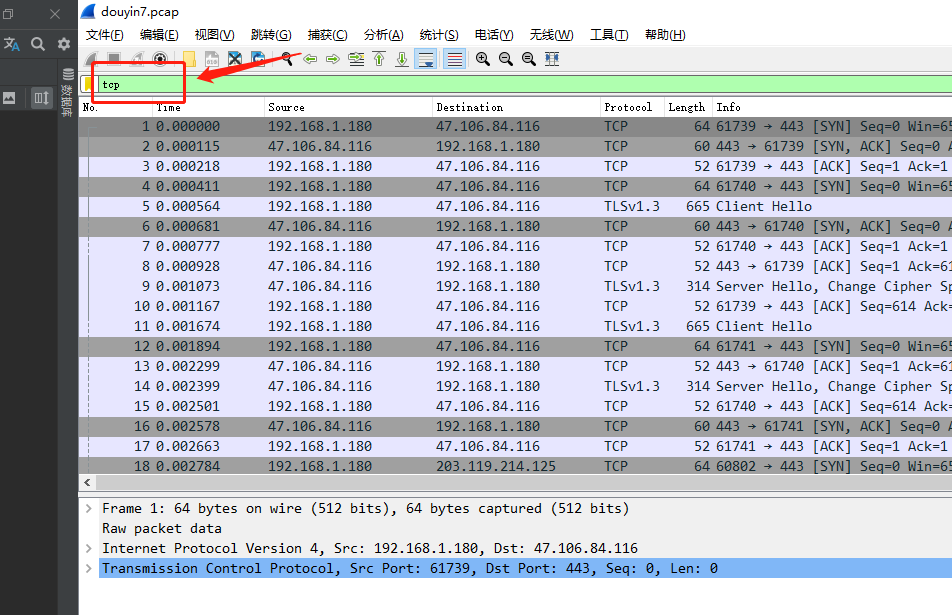 douyin7.pcap
文件(F) 编辑(E) 视图(V) 跳转(G) 捕获(C) 分析(A) 统计(S) 电话(Y) 无线(W) 工具(T) 帮助(H)
数据库
tcp
No. Time Source Destination Protocol Length Info
1 0.000000 192.168.1.180 47.106.84.116 TCP 64 61739 → 443 [SYN] Seq=0 Win=65
2 0.000115 47.106.84.116 192.168.1.180 TCP 60 443 → 61739 [SYN, ACK] Seq=0 A
3 0.000218 192.168.1.180 47.106.84.116 TCP 52 61739 → 443 [ACK] Seq=1 Ack=1
4 0.000411 192.168.1.180 47.106.84.116 TCP 64 61740 → 443 [SYN] Seq=0 Win=65
5 0.000564 192.168.1.180 47.106.84.116 TLSv1.3 665 Client Hello
6 0.000681 47.106.84.116 192.168.1.180 TCP 60 443 → 61740 [SYN, ACK] Seq=0 A
7 0.000777 192.168.1.180 47.106.84.116 TCP 52 61740 → 443 [ACK] Seq=1 Ack=1
8 0.000928 47.106.84.116 192.168.1.180 TCP 52 443 → 61739 [ACK] Seq=1 Ack=61
9 0.001073 47.106.84.116 192.168.1.180 TLSv1.3 314 Server Hello, Change Cipher Sp
10 0.001167 192.168.1.180 47.106.84.116 TCP 52 61739 → 443 [ACK] Seq=614 Ack=
11 0.001674 192.168.1.180 47.106.84.116 TLSv1.3 665 Client Hello
12 0.001894 192.168.1.180 47.106.84.116 TCP 64 61741 → 443 [SYN] Seq=0 Win=65
13 0.002299 47.106.84.116 192.168.1.180 TCP 52 443 → 61740 [ACK] Seq=1 Ack=61
14 0.002399 47.106.84.116 192.168.1.180 TLSv1.3 314 Server Hello, Change Cipher Sp
15 0.002501 192.168.1.180 47.106.84.116 TCP 52 61740 → 443 [ACK] Seq=614 Ack=
16 0.002578 47.106.84.116 192.168.1.180 TCP 60 443 → 61741 [SYN, ACK] Seq=0 A
17 0.002663 192.168.1.180 47.106.84.116 TCP 52 61741 → 443 [ACK] Seq=1 Ack=1
18 0.002784 192.168.1.180 203.119.214.125 TCP 64 60802 → 443 [SYN] Seq=0 Win=65
Frame 1: 64 bytes on wire (512 bits), 64 bytes captured (512 bits)
Raw packet data
Internet Protocol Version 4, Src: 192.168.1.180, Dst: 47.106.84.116
Transmission Control Protocol, Src Port: 61739, Dst Port: 443, Seq: 0, Len: 0